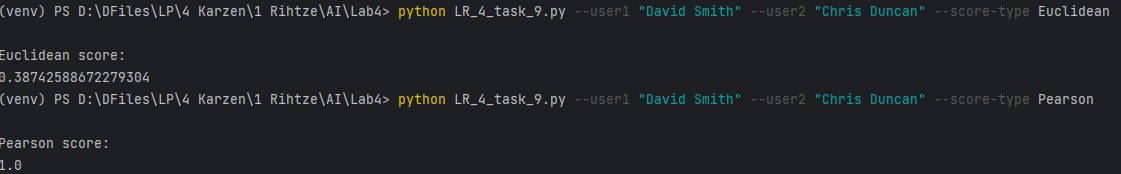 (venv) PS D:\DFiles\LP\4 Karzen\1 Rihtze\AI\Lab4> python LR_4_task_9.py --user1 "David Smith" --user2 "Chris Duncan" --score-type Euclidean
Euclidean score:
0.38742588672279304
(venv) PS D:\DFiles\LP\4 Karzen\1 Rihtze\AI\Lab4> python LR_4_task_9.py --user1 "David Smith" --user2 "Chris Duncan" --score-type Pearson
Pearson score:
1.0